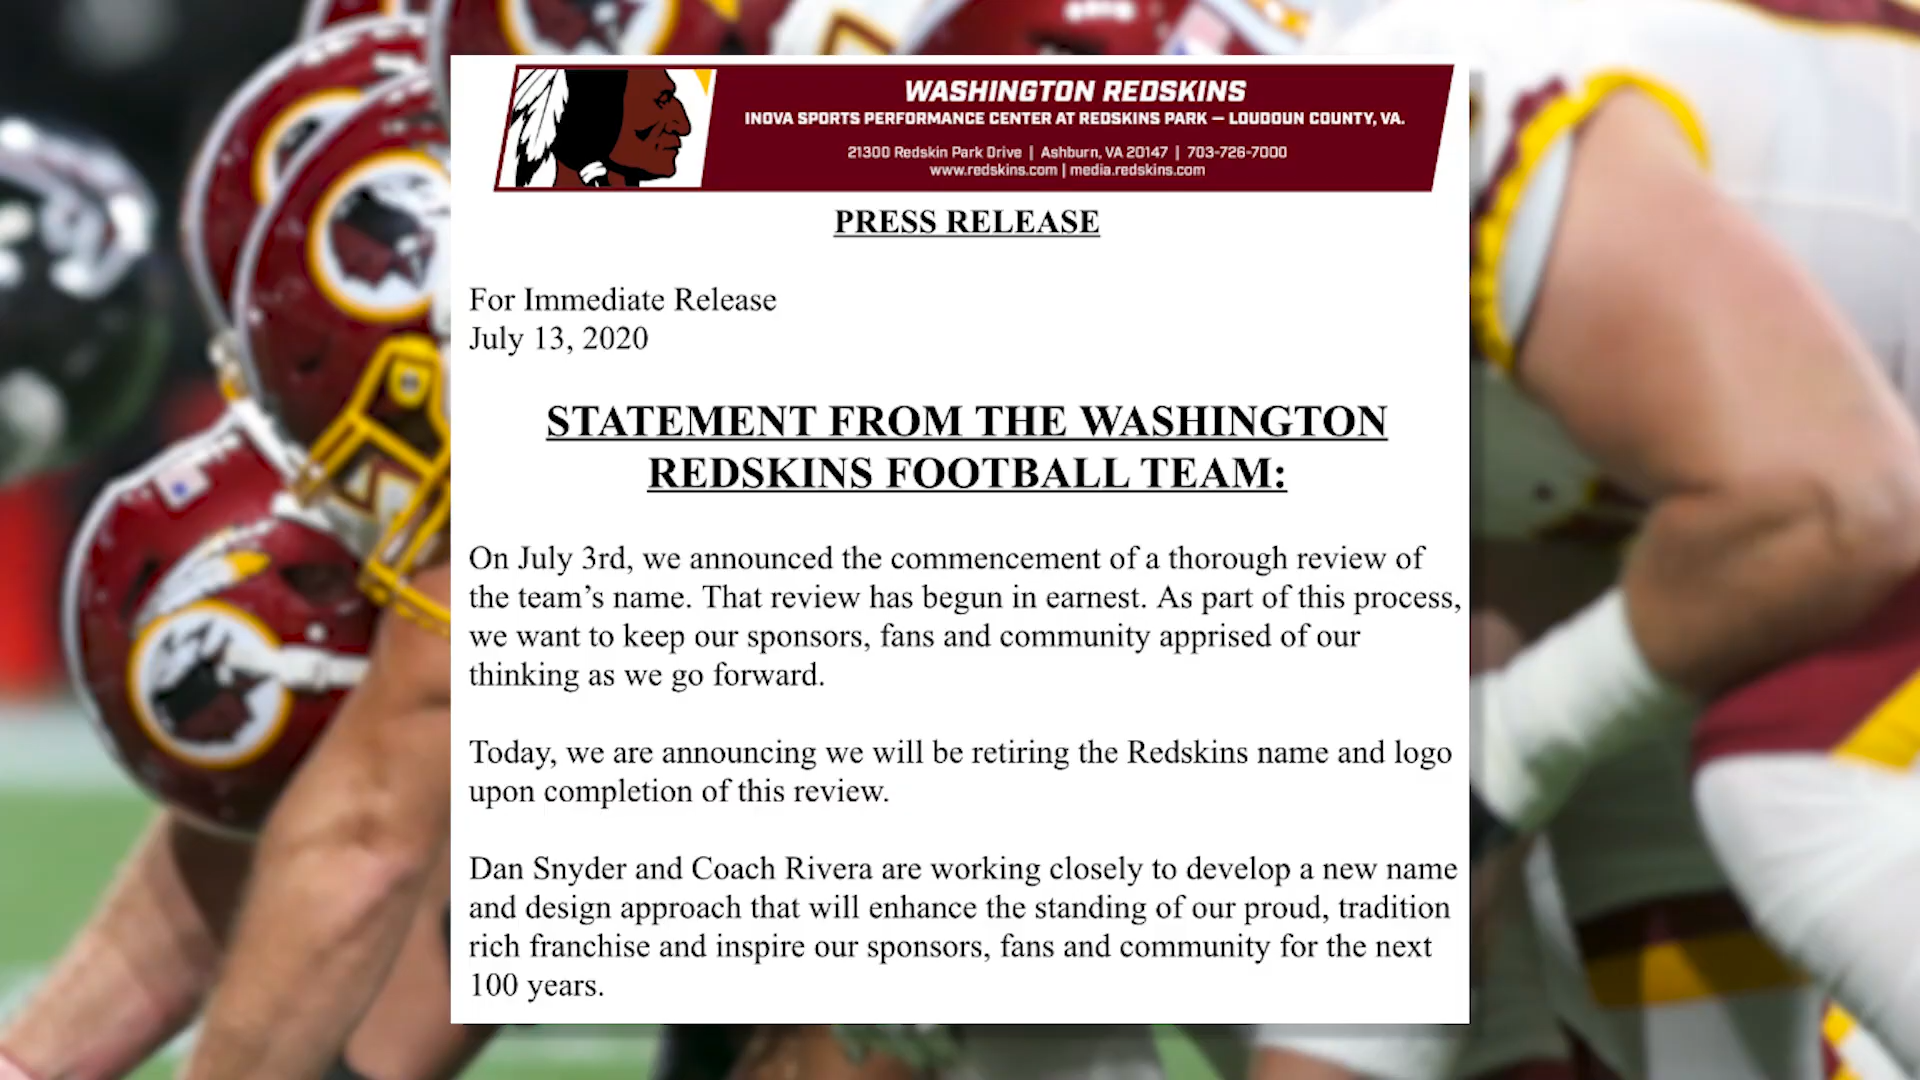 WASHINGTON REDSKINS
INOVA SPORTS PERFORMANCE CENTER AT REDSKINS PARK – LOUDOUN COUNTY, VA.
21300 Redskin Park Drive | Ashburn, VA 20147 | 703-726-7000
www.redskins.com | media.redskins.com
PRESS RELEASE
For Immediate Release
July 13, 2020
STATEMENT FROM THE WASHINGTON
REDSKINS FOOTBALL TEAM:
On July 3rd, we announced the commencement of a thorough review of
the team’s name. That review has begun in earnest. As part of this process,
we want to keep our sponsors, fans and community apprised of our
thinking as we go forward.
Today, we are announcing we will be retiring the Redskins name and logo
upon completion of this review.
Dan Snyder and Coach Rivera are working closely to develop a new name
and design approach that will enhance the standing of our proud, tradition
rich franchise and inspire our sponsors, fans and community for the next
100 years.